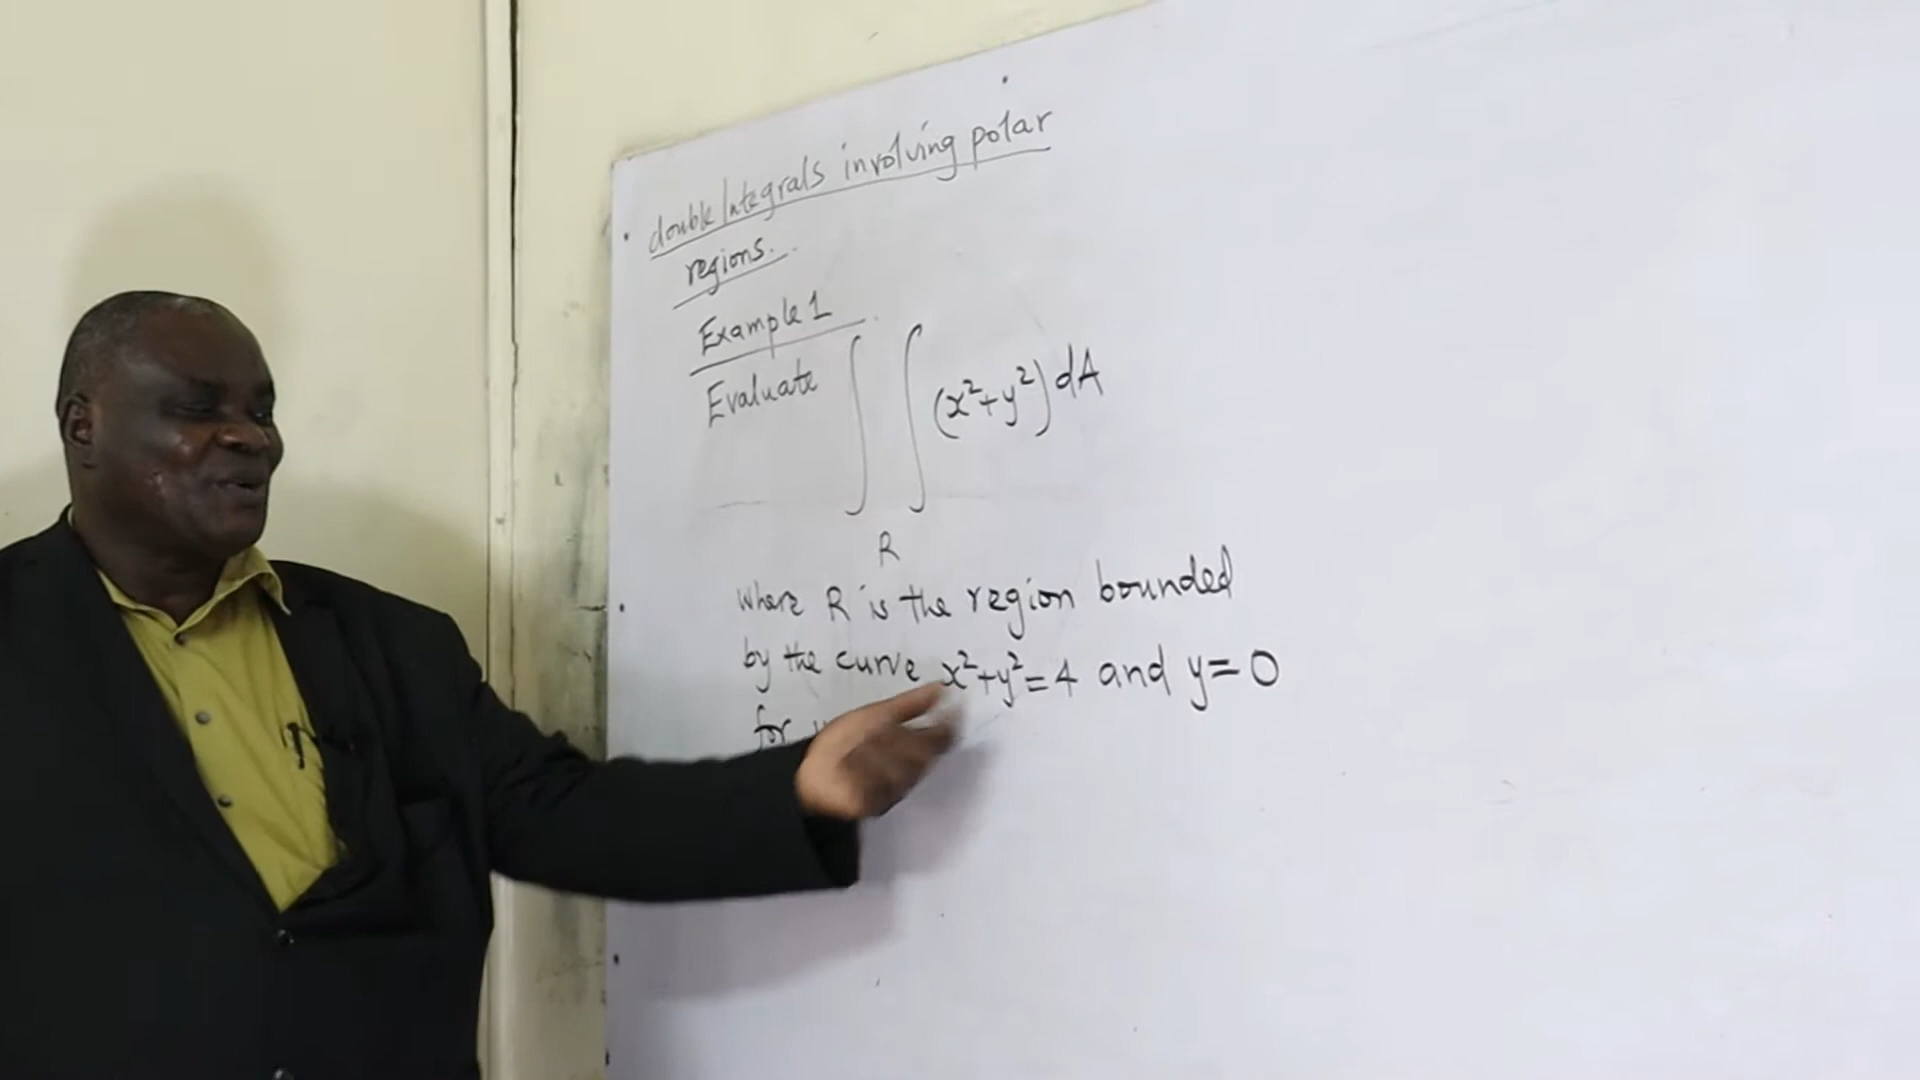 double Integrals involving polar
regions.
Example 1
Evaluate ∫∫ (x²+y²) dA
R
where R is the region bounded
by the curve x²+y²=4 and y=0
for